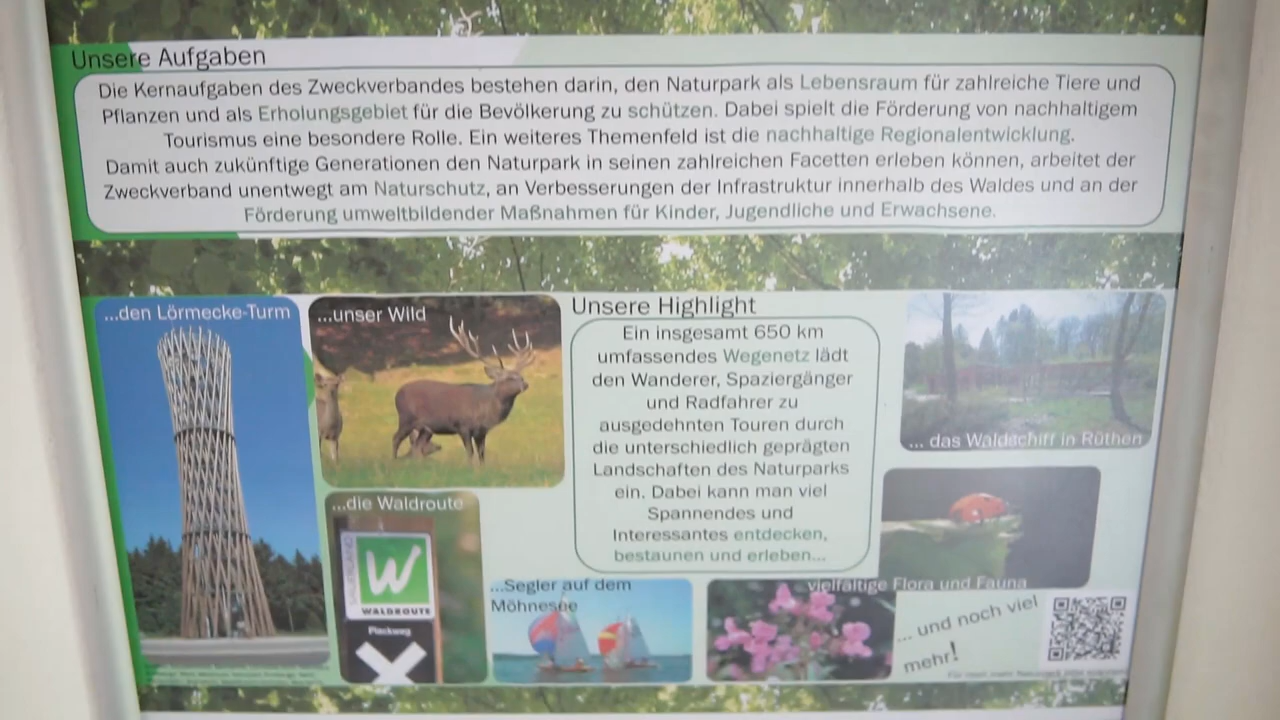 Unsere Aufgaben
Die Kernaufgaben des Zweckverbandes bestehen darin, den Naturpark als Lebensraum für zahlreiche Tiere und
Pflanzen und als Erholungsgebiet für die Bevölkerung zu schützen. Dabei spielt die Förderung von nachhaltigem
Tourismus eine besondere Rolle. Ein weiteres Themenfeld ist die nachhaltige Regionalentwicklung.
Damit auch zukünftige Generationen den Naturpark in seinen zahlreichen Facetten erleben können, arbeitet der
Zweckverband unentwegt am Naturschutz, an Verbesserungen der Infrastruktur innerhalb des Waldes und an der
Förderung umweltbildender Maßnahmen für Kinder, Jugendliche und Erwachsene.
...den Lörmecke-Turm
...unser Wild
...die Waldroute
SAUERLAND
W
WALDROUTE
Plackweg
Unsere Highlight
Ein insgesamt 650 km
umfassendes Wegenetz lädt
den Wanderer, Spaziergänger
und Radfahrer zu
ausgedehnten Touren durch
die unterschiedlich geprägten
Landschaften des Naturparks
ein. Dabei kann man viel
Spannendes und
Interessantes entdecken,
bestaunen und erleben...
...Segler auf dem
Möhnesee
... das Waldschiff in Rüthen
vielfältige Flora und Fauna
... und noch viel
mehr!